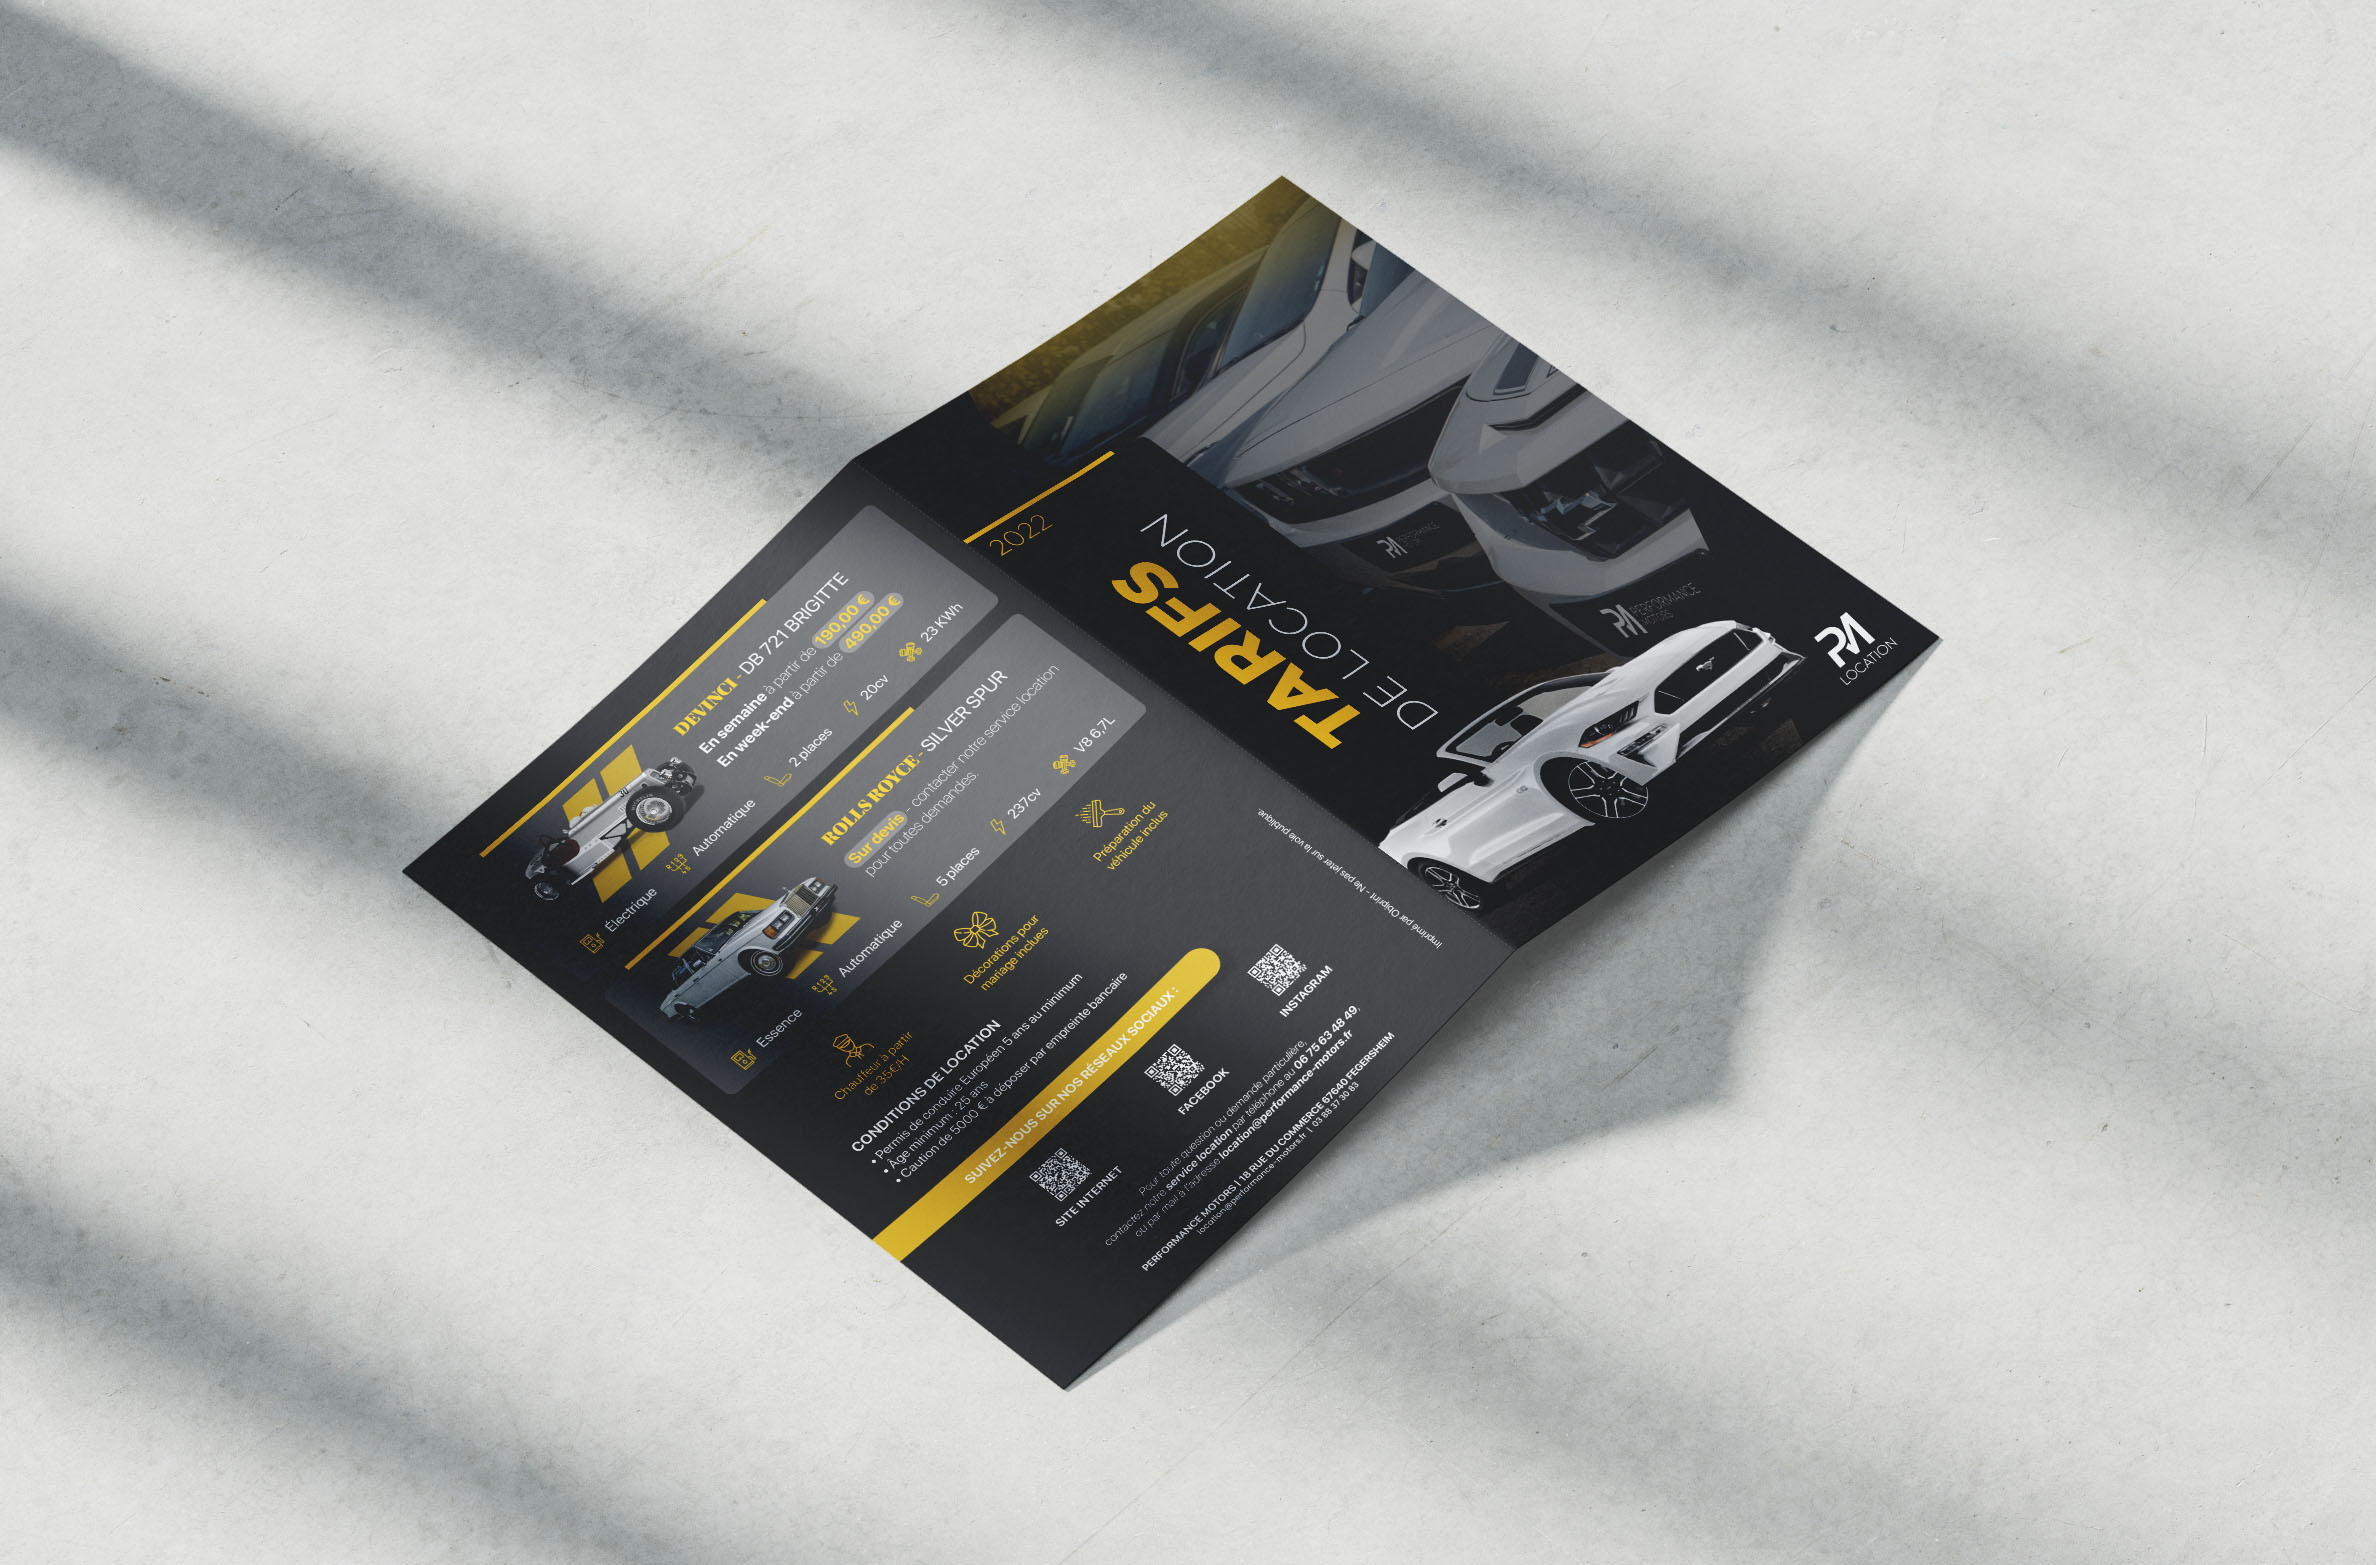 DEVINCI - DB 721 BRIGITTE
En semaine à partir de 190,00 €
En week-end à partir de 490,00 €
Électrique
Automatique
2 places
20cv
23 KWh
ROLLS ROYCE - SILVER SPUR
Sur devis - contacter notre service location
pour toutes demandes.
Essence
Automatique
5 places
237cv
V8 6,7L
Chauffeur à partir
de 35€/H
Décorations pour
mariage inclues
Préparation du
véhicule inclus
CONDITIONS DE LOCATION
• Permis de conduire Européen 5 ans au minimum
• Âge minimum : 25 ans
• Caution de 5000 € à déposer par empreinte bancaire
SUIVEZ-NOUS SUR NOS RÉSEAUX SOCIAUX :
SITE INTERNET
FACEBOOK
INSTAGRAM
Pour toute question ou demande particulière,
contactez notre service location par téléphone au 06 75 63 48 49,
ou par mail à l'adresse location@performance-motors.fr
PERFORMANCE MOTORS | 18 RUE DU COMMERCE 67640 FEGERSHEIM
location@performance-motors.fr | 03 88 37 30 83
Imprimé par Obiprint - Ne pas jeter sur la voie publique.
2022
TARIFS
DE LOCATION
PM PERFORMANCE
MOTORS
PM PERFORMANCE
MOTORS
PM
LOCATION